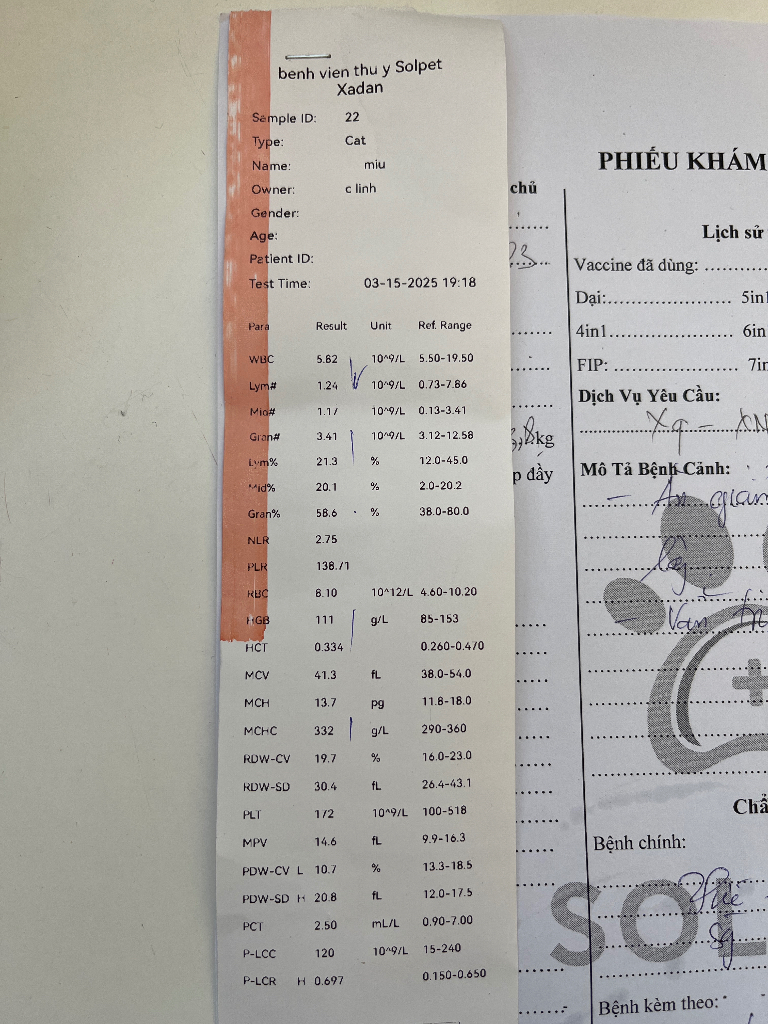 benh vien thu y Solpet
Xadan
Sample ID: 22
Type: Cat
Name: miu
Owner: c linh
Gender:
Age:
Patient ID:
Test Time: 03-15-2025 19:18
Para Result Unit Ref. Range
WBC 5.82 10^9/L 5.50-19.50
Lym# 1.24 10^9/L 0.73-7.86
Mid# 1.17 10^9/L 0.13-3.41
Gran# 3.41 10^9/L 3.12-12.58
Lym% 21.3 % 12.0-45.0
Mid% 20.1 % 2.0-20.2
Gran% 58.6 % 38.0-80.0
NLR 2.75
PLR 138.71
RBC 8.10 10^12/L 4.60-10.20
HGB 111 g/L 85-153
HCT 0.334 0.260-0.470
MCV 41.3 fL 38.0-54.0
MCH 13.7 pg 11.8-18.0
MCHC 332 g/L 290-360
RDW-CV 19.7 % 16.0-23.0
RDW-SD 30.4 fL 26.4-43.1
PLT 172 10^9/L 100-518
MPV 14.6 fL 9.9-16.3
PDW-CV L 10.7 % 13.3-18.5
PDW-SD H 20.8 fL 12.0-17.5
PCT 2.50 mL/L 0.90-7.00
P-LCC 120 10^9/L 15-240
P-LCR H 0.697 0.150-0.650
chủ
kg
p đầy
PHIẾU KHÁM
Lịch sử
Vaccine đã dùng:
Dại: 5in1
4in1 6in
FIP: 7in
Dịch Vụ Yêu Cầu:
Xq - XN
Mô Tả Bệnh Cảnh:
- Ăn giảm
Chẩ
Bệnh chính:
SOL
Bệnh kèm theo: